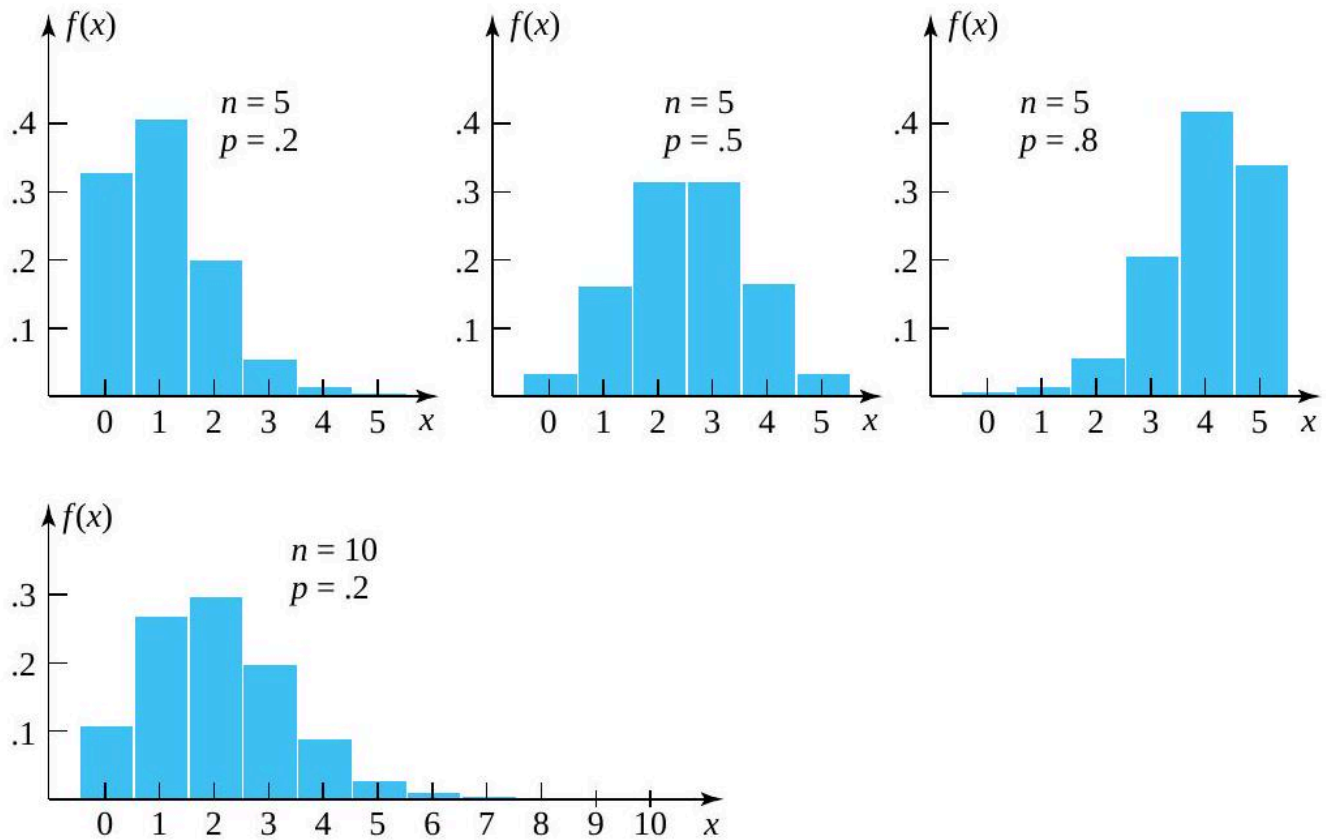 f(x)
n = 5
p = .2
.4
.3
.2
.1
0 1 2 3 4 5 x
f(x)
n = 5
p = .5
.4
.3
.2
.1
0 1 2 3 4 5 x
f(x)
n = 5
p = .8
.4
.3
.2
.1
0 1 2 3 4 5 x
f(x)
n = 10
p = .2
.3
.2
.1
0 1 2 3 4 5 6 7 8 9 10 x